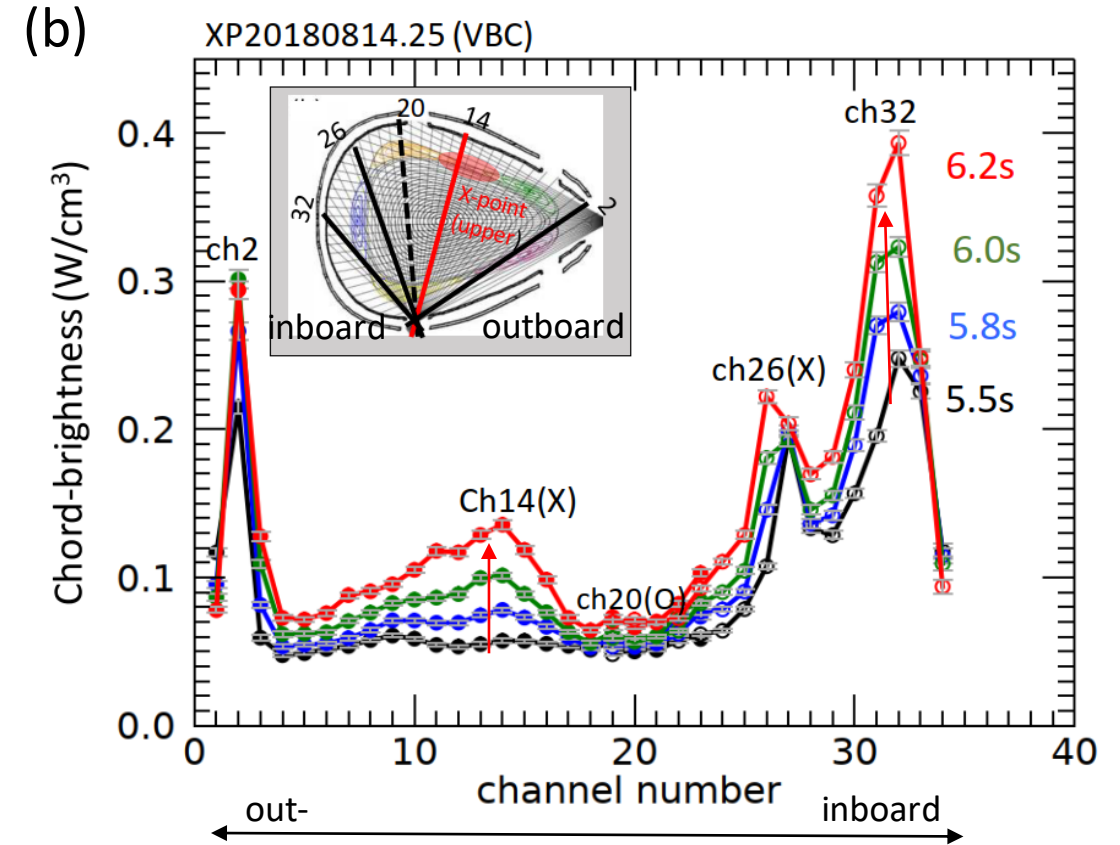 (b)
XP20180814.25 (VBC)
Chord-brightness (W/cm³)
0.4
0.3
0.2
0.1
0.0
0
10
20
30
40
channel number
out-
inboard
ch2
Ch14(X)
ch20(O)
ch26(X)
ch32
6.2s
6.0s
5.8s
5.5s
32
26
20
14
2
X-point
(upper)
inboard
outboard